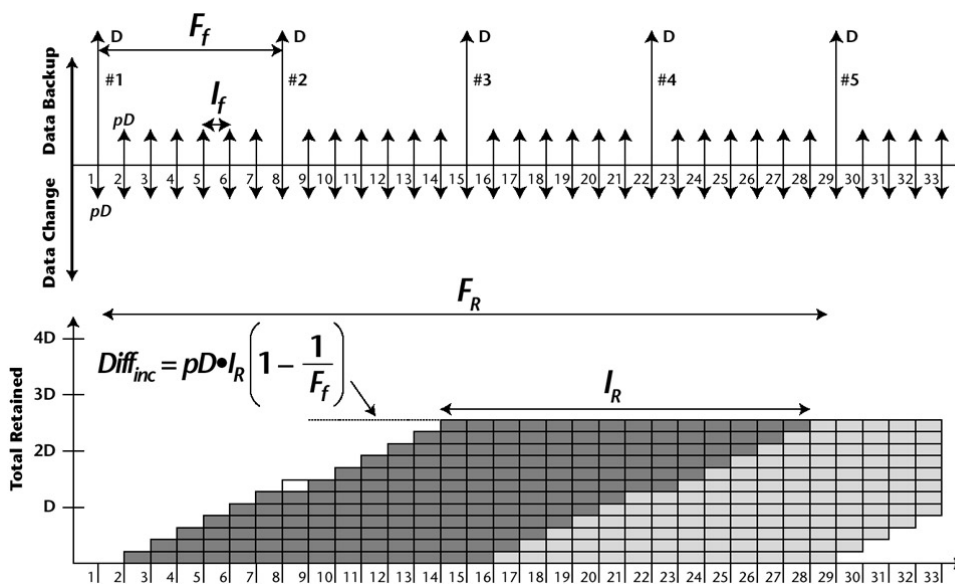 F_f
D D D D D
#1 #2 #3 #4 #5
I_f
pD
Data Backup
1 2 3 4 5 6 7 8 9 10 11 12 13 14 15 16 17 18 19 20 21 22 23 24 25 26 27 28 29 30 31 32 33
pD
Data Change
F_R
4D
Diff_inc = pD•I_R(1 − 1/F_f)
3D
I_R
2D
Total Retained
D
1 2 3 4 5 6 7 8 9 10 11 12 13 14 15 16 17 18 19 20 21 22 23 24 25 26 27 28 29 30 31 32 33